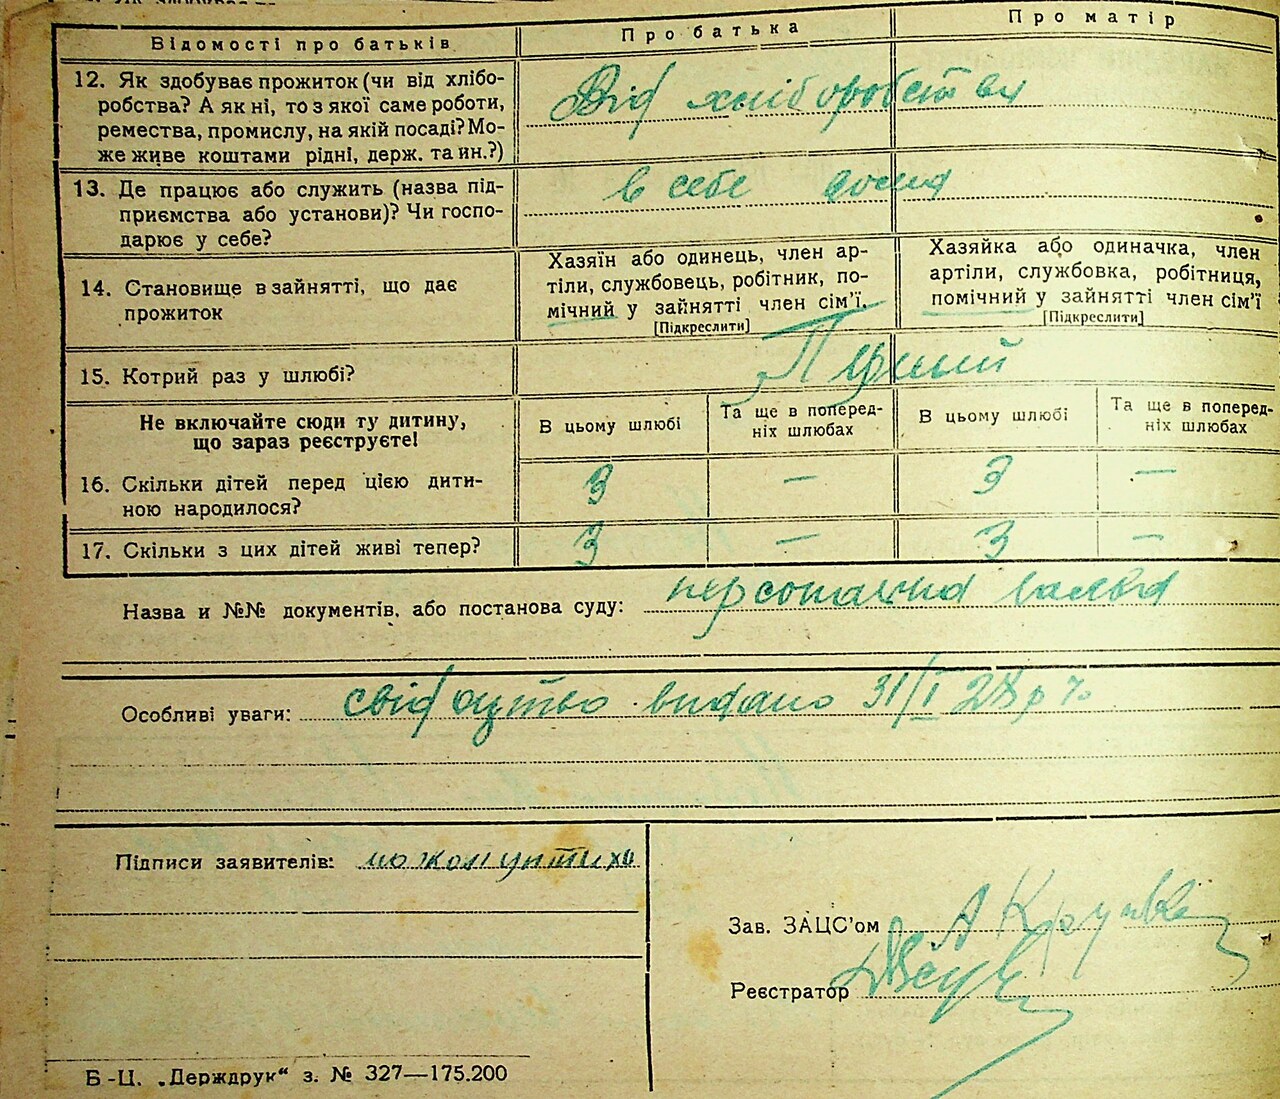 Відомості про батьків
Про батька
Про матір
12. Як здобуває прожиток (чи від хлібо-
робства? А як ні, то з якої саме роботи,
ремества, промислу, на якій посаді? Мо-
же живе коштами рідні, держ. та ин.?)
Від хліборобства
13. Де працює або служить (назва під-
приємства або установи)? Чи госпо-
дарює у себе?
в себе дома
14. Становище в зайнятті, що дає
прожиток
Хазяїн або одинець, член ар-
тіли, службовець, робітник, по-
мічний у зайнятті член сім'ї.
[Підкреслити]
Хазяйка або одиначка, член
артіли, службовка, робітниця,
помічний у зайнятті член сім'ї
[Підкреслити]
15. Котрий раз у шлюбі?
Перший
Не включайте сюди ту дитину,
що зараз реєструєте!
В цьому шлюбі
Та ще в поперед-
ніх шлюбах
В цьому шлюбі
Та ще в поперед-
ніх шлюбах
16. Скільки дітей перед цією дити-
ною народилося?
3 — 3 —
17. Скільки з цих дітей живі тепер?
3 — 3 —
Назва и №№ документів, або постанова суду: персональна
Особливі уваги: свідоцтво видано 31/I 28 р
Підписи заявителів:
Зав. ЗАЦС'ом
Реєстратор
Б-Ц. „Держдрук“ з. № 327—175.200